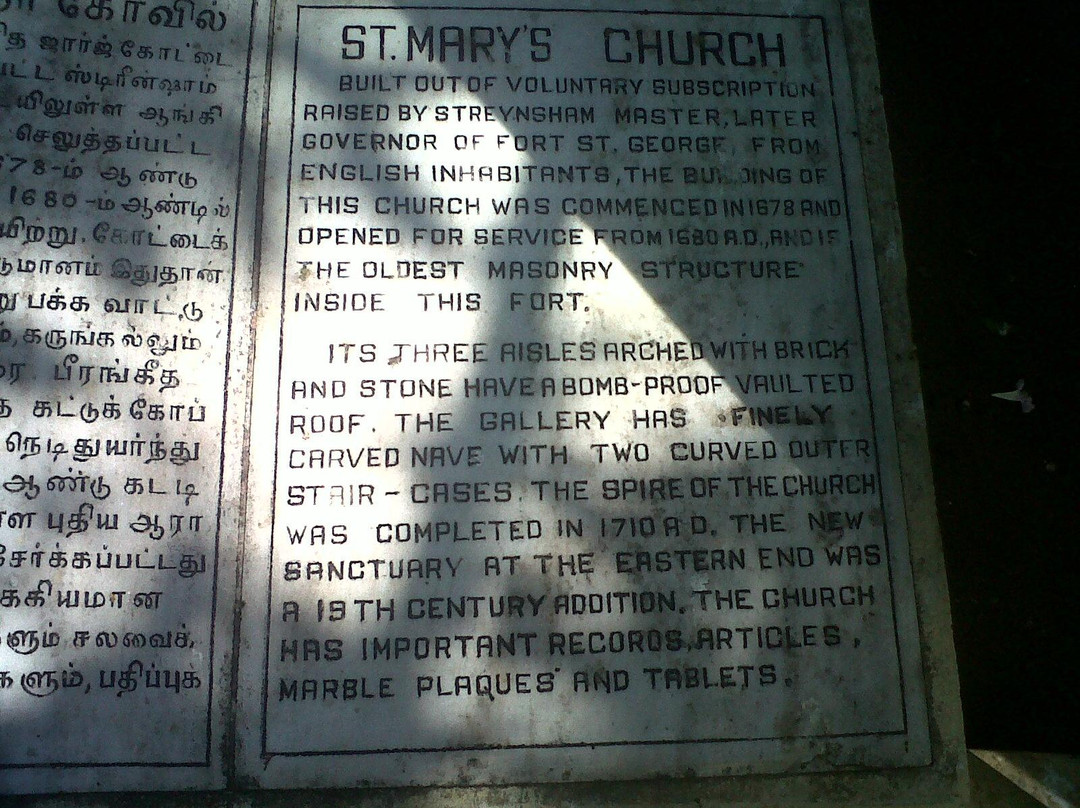 கோவில்
ஜார்ஜ் கோட்டை
ஸ்டிரீன்ஷாம்
ஆங்கி
செலுத்தப்பட்ட
678-ம் ஆண்டு
1680-ம் ஆண்டில்
கோட்டைக்
இதுதான்
பக்க வாட்டு
கருங்கல்லும்
பீரங்கீத
கட்டுக்கோப்
நெடிதுயர்ந்து
ஆண்டு கட்டி
புதிய ஆரா
சேர்க்கப்பட்டது
க்கியமான
சலவைக்
பதிப்புக்
ST. MARY'S CHURCH
BUILT OUT OF VOLUNTARY SUBSCRIPTION
RAISED BY STREYNSHAM MASTER, LATER
GOVERNOR OF FORT ST. GEORGE, FROM
ENGLISH INHABITANTS, THE BUILDING OF
THIS CHURCH WAS COMMENCED IN 1678 AND
OPENED FOR SERVICE FROM 1680 A.D., AND IS
THE OLDEST MASONRY STRUCTURE
INSIDE THIS FORT.
ITS THREE AISLES ARCHED WITH BRICK
AND STONE HAVE A BOMB-PROOF VAULTED
ROOF. THE GALLERY HAS FINELY
CARVED NAVE WITH TWO CURVED OUTER
STAIR-CASES. THE SPIRE OF THE CHURCH
WAS COMPLETED IN 1710 A.D. THE NEW
SANCTUARY AT THE EASTERN END WAS
A 19TH CENTURY ADDITION. THE CHURCH
HAS IMPORTANT RECORDS, ARTICLES,
MARBLE PLAQUES AND TABLETS.